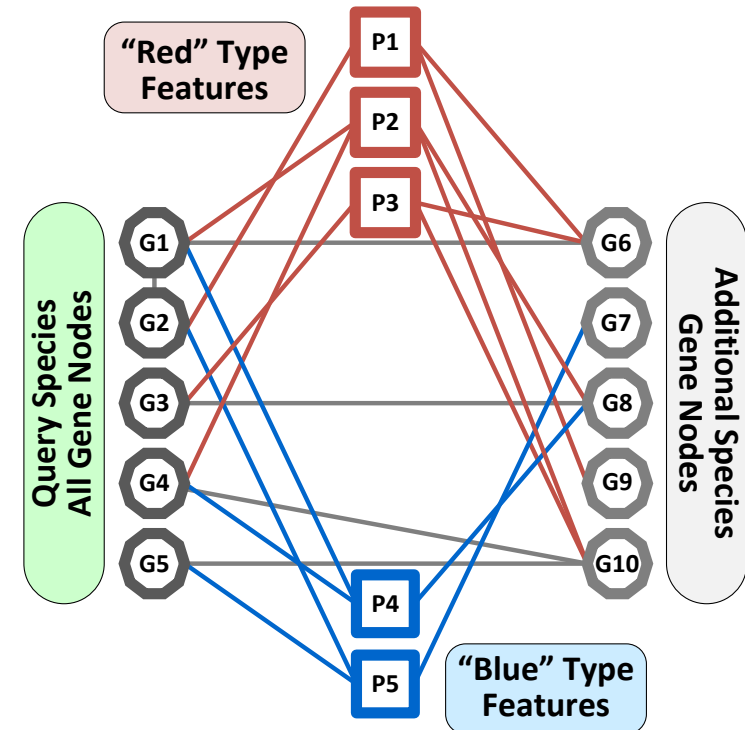 “Red” Type
Features
P1
P2
P3
Query Species
All Gene Nodes
G1
G2
G3
G4
G5
G6
G7
G8
G9
G10
Additional Species
Gene Nodes
P4
P5
“Blue” Type
Features